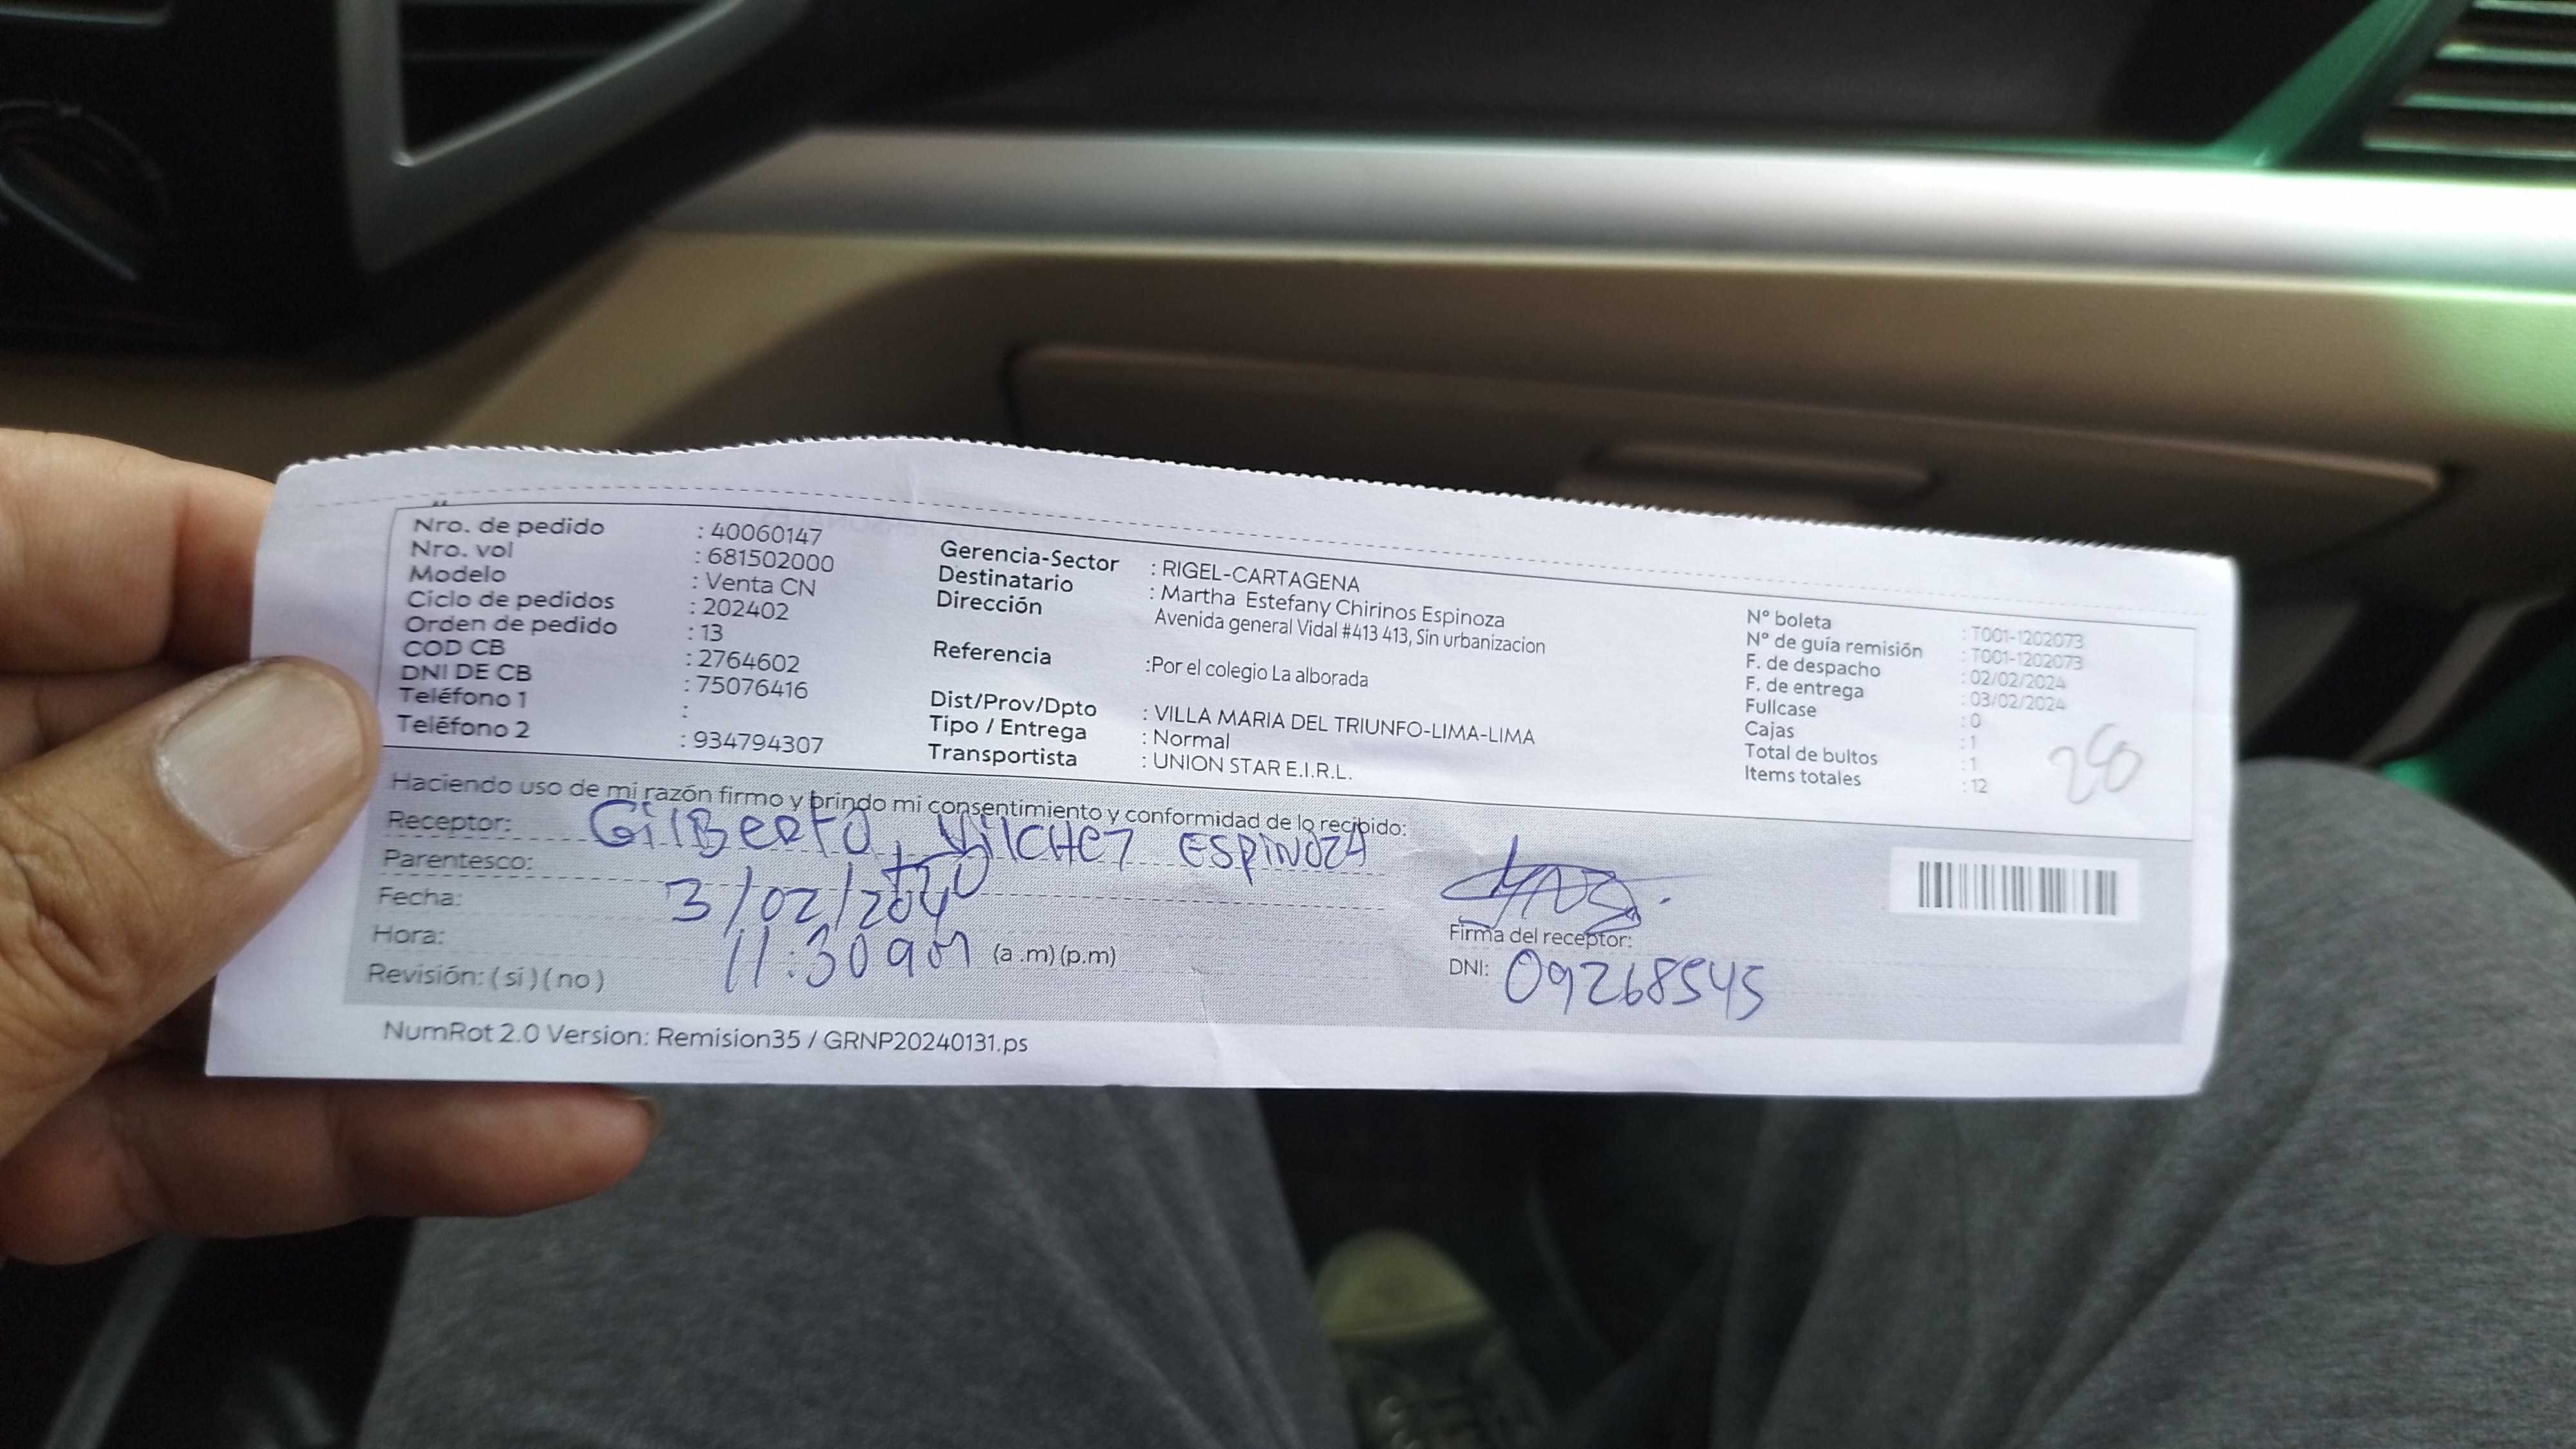 Nro. de pedido : 40060147
Nro. vol : 681502000
Modelo : Venta CN
Ciclo de pedidos : 202402
Orden de pedido : 13
COD CB : 2764602
DNI DE CB : 75076416
Teléfono 1 :
Teléfono 2 : 934794307
Gerencia-Sector : RIGEL-CARTAGENA
Destinatario : Martha Estefany Chirinos Espinoza
Dirección Avenida general Vidal #413 413, Sin urbanizacion
Referencia :Por el colegio La alborada
Dist/Prov/Dpto : VILLA MARIA DEL TRIUNFO-LIMA-LIMA
Tipo / Entrega : Normal
Transportista : UNION STAR E.I.R.L.
N° boleta : T001-1202073
N° de guía remisión : T001-1202073
F. de despacho : 02/02/2024
F. de entrega : 03/02/2024
Fullcase : 0
Cajas : 1
Total de bultos : 1
Items totales : 12
Haciendo uso de mi razón firmo y brindo mi consentimiento y conformidad de lo recibido:
Receptor: GilBerto Vilchez ESPINOZA
Parentesco:
Fecha: 3/02/
Hora: 11:30 am (a .m) (p.m)
Revisión: ( si ) ( no )
Firma del receptor:
DNI: 09268545
NumRot 2.0 Version: Remision35 / GRNP20240131.ps